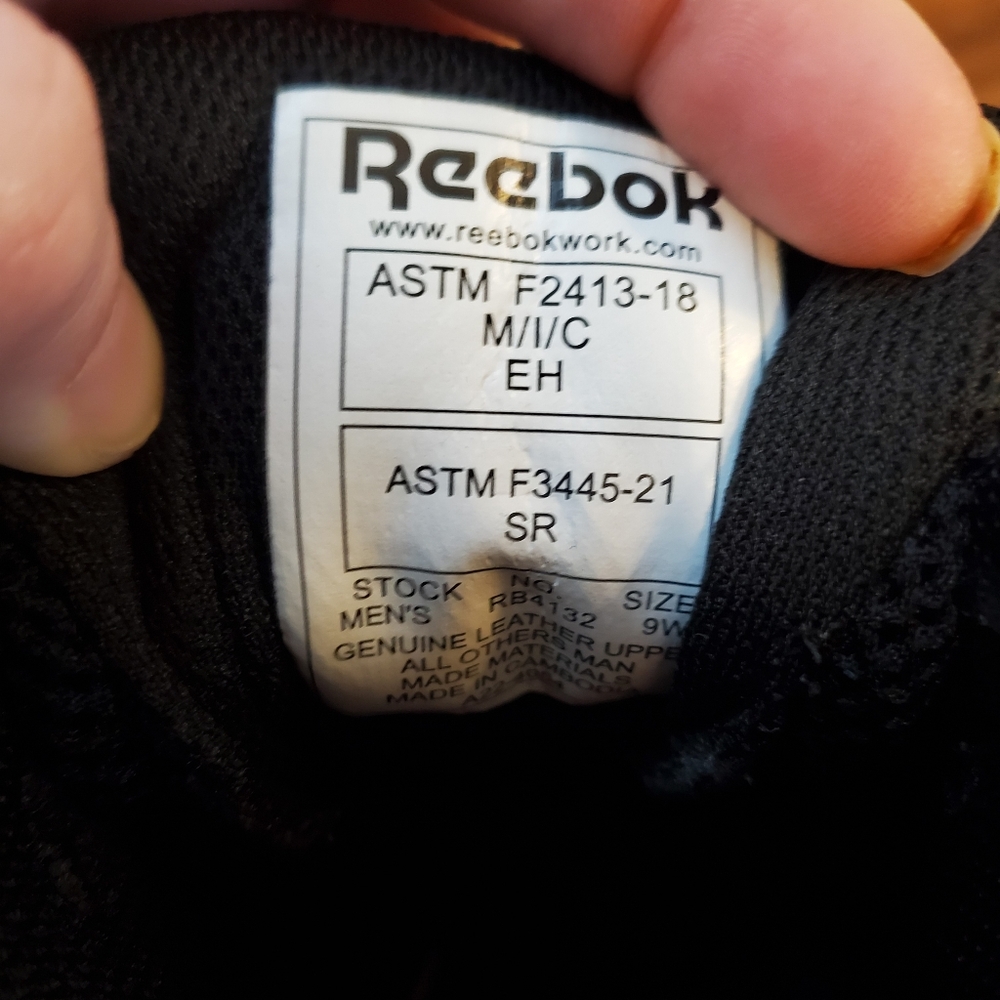 Reebok
www.reebokwork.com
ASTM F2413-18
M/I/C
EH
ASTM F3445-21
SR
STOCK NO. SIZE
MEN'S RB4132 9W
GENUINE LEATHER UPPE
ALL OTHERS MAN
MADE MATERIALS
MADE IN CAMBODIA